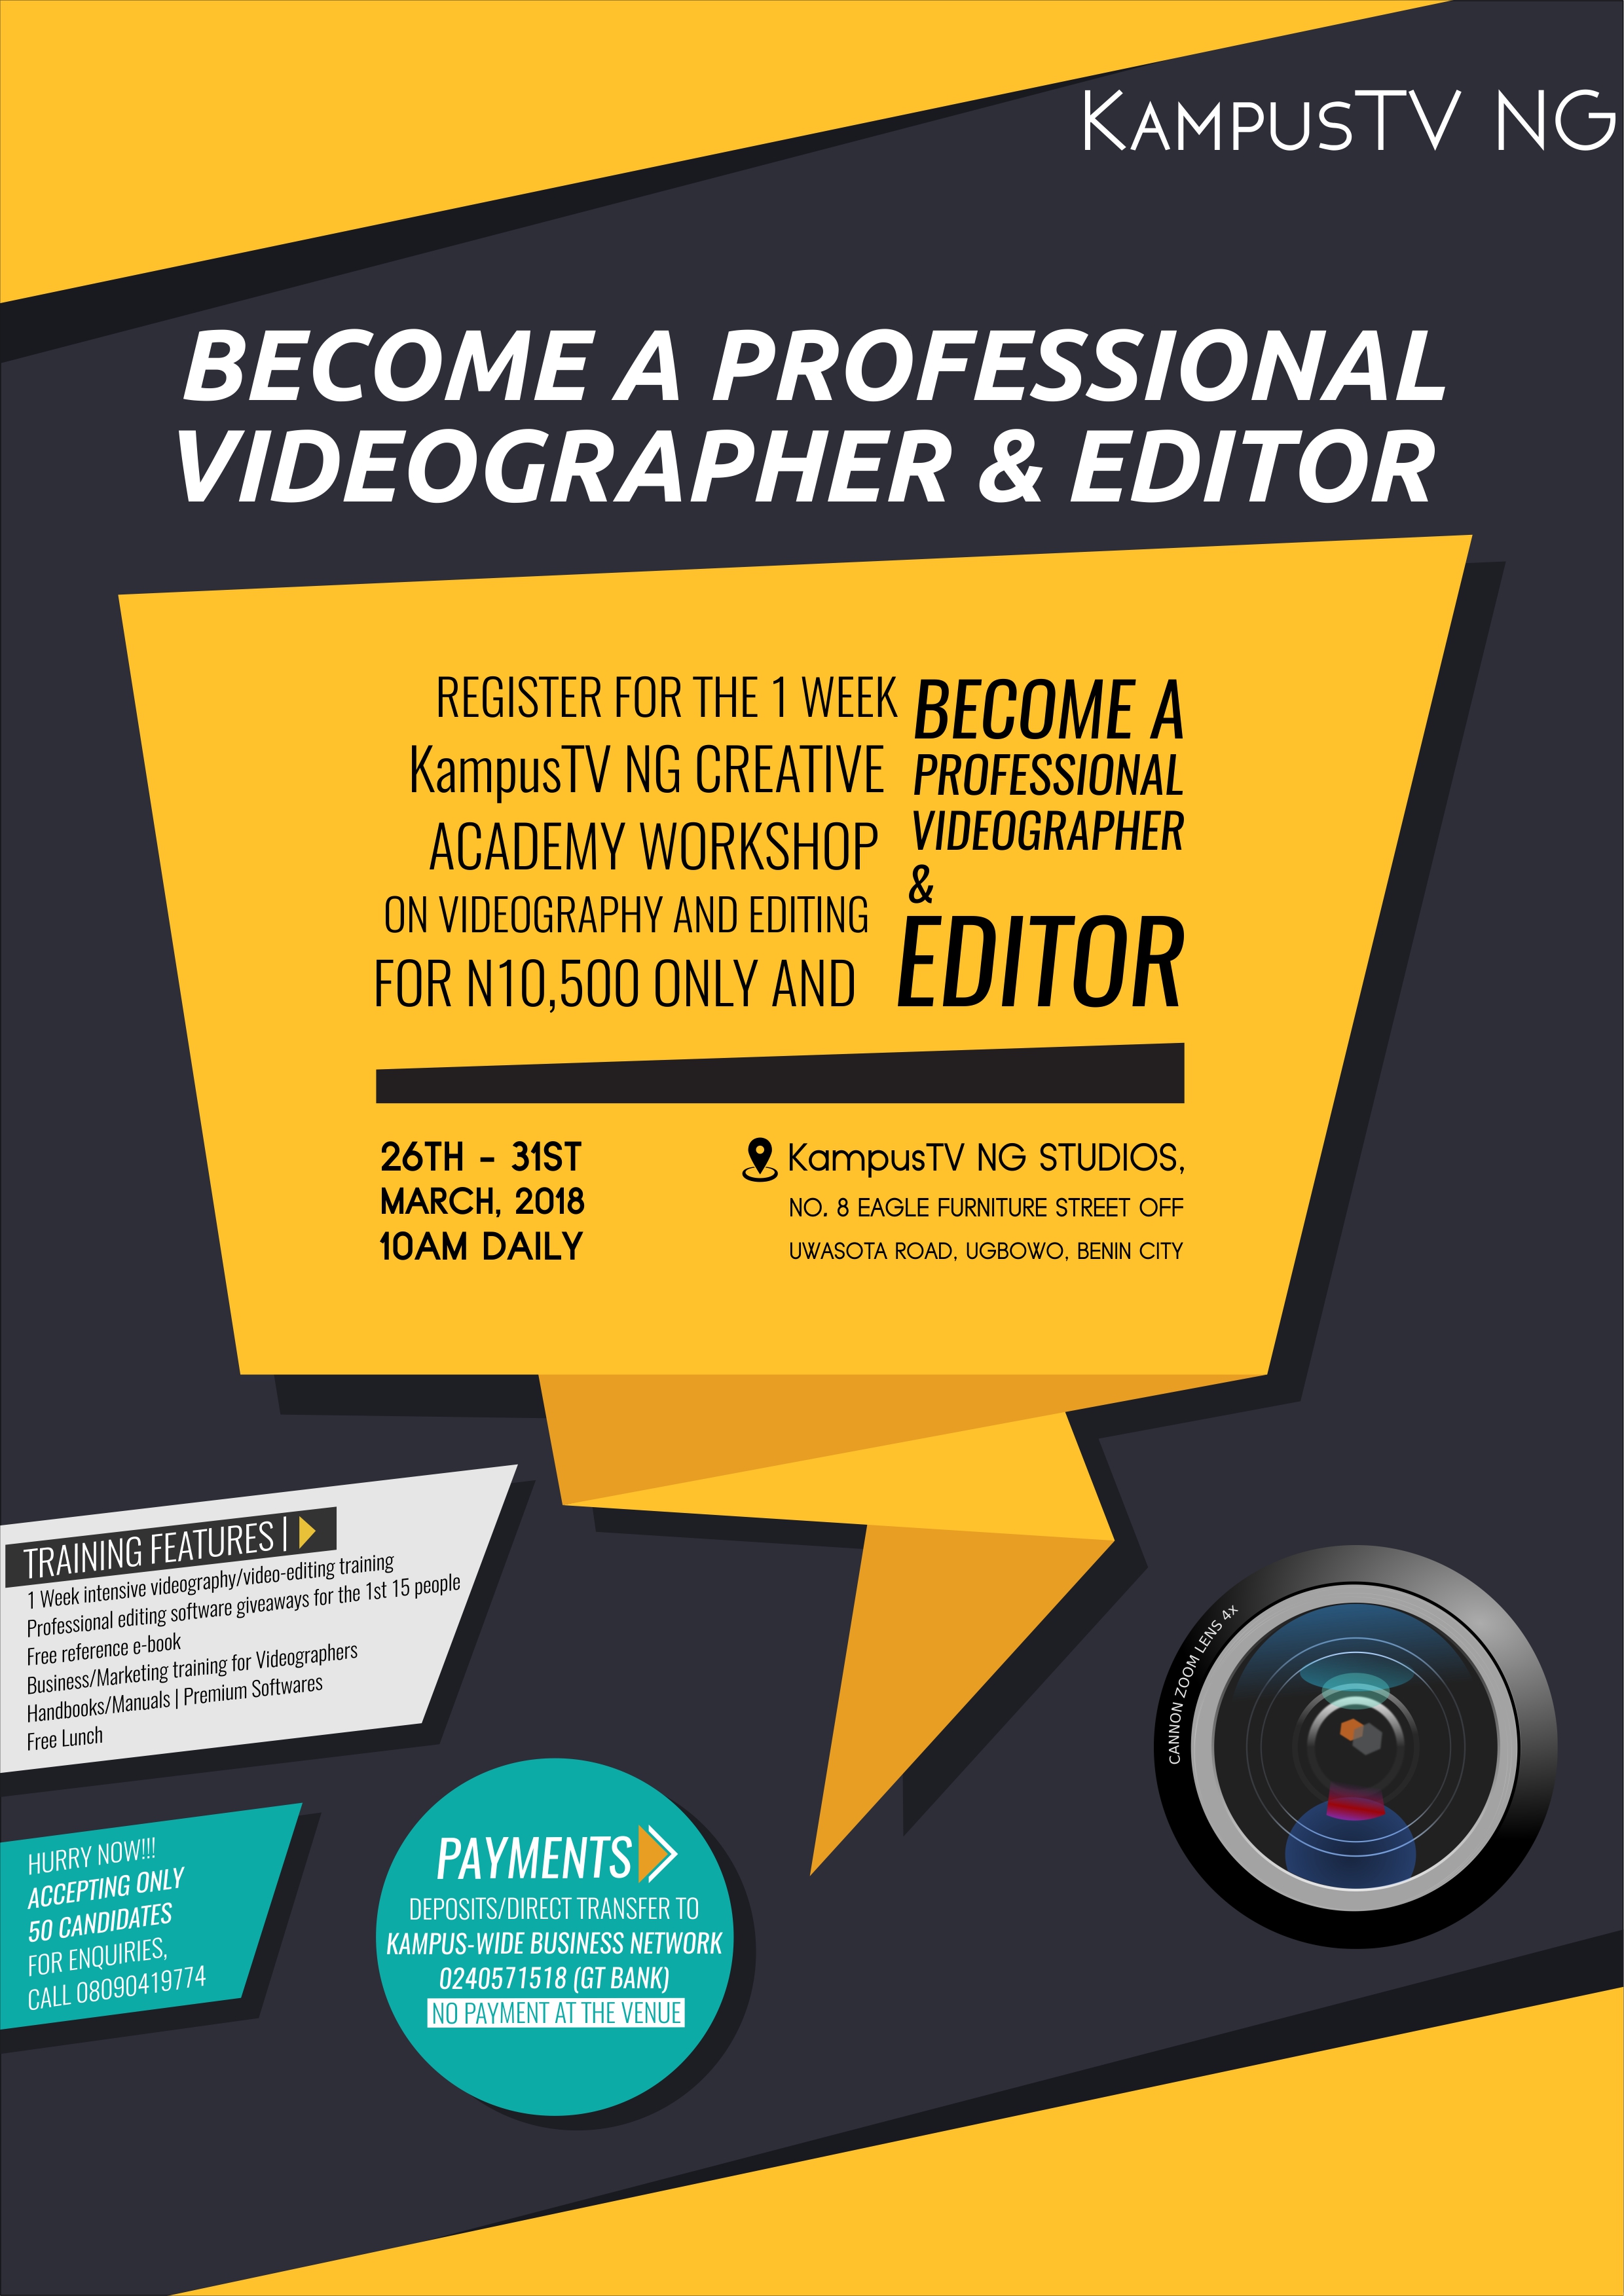 KAMPUSTV NG
BECOME A PROFESSIONAL
VIDEOGRAPHER & EDITOR
REGISTER FOR THE 1 WEEK
KampusTV NG CREATIVE
ACADEMY WORKSHOP
ON VIDEOGRAPHY AND EDITING
FOR N10,500 ONLY AND
BECOME A
PROFESSIONAL
VIDEOGRAPHER
&
EDITOR
26TH - 31ST
MARCH, 2018
10AM DAILY
KampusTV NG STUDIOS,
NO. 8 EAGLE FURNITURE STREET OFF
UWASOTA ROAD, UGBOWO, BENIN CITY
TRAINING FEATURES |
1 Week intensive videography/video-editing training
Professional editing software giveaways for the 1st 15 people
Free reference e-book
Business/Marketing training for Videographers
Handbooks/Manuals | Premium Softwares
Free Lunch
HURRY NOW!!!
ACCEPTING ONLY
50 CANDIDATES
FOR ENQUIRIES,
CALL 08090419774
PAYMENTS
DEPOSITS/DIRECT TRANSFER TO
KAMPUS-WIDE BUSINESS NETWORK
0240571518 (GT BANK)
NO PAYMENT AT THE VENUE
CANNON ZOOM LENS 4x